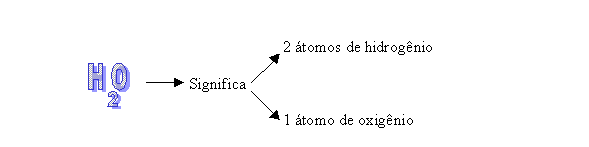 2 átomos de hidrogênio
H2O
Significa
1 átomo de oxigênio